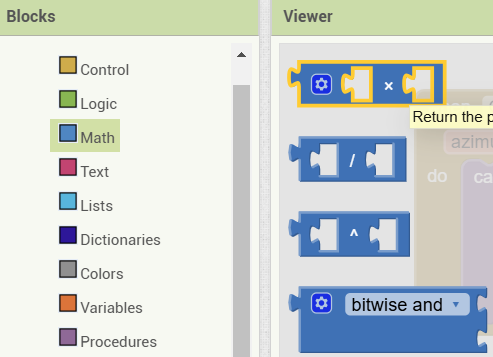 Blocks
Viewer
Control
Logic
Math
Text
Lists
Dictionaries
Colors
Variables
Procedures
×
Return the p
azimu
do ca
/
^
bitwise and